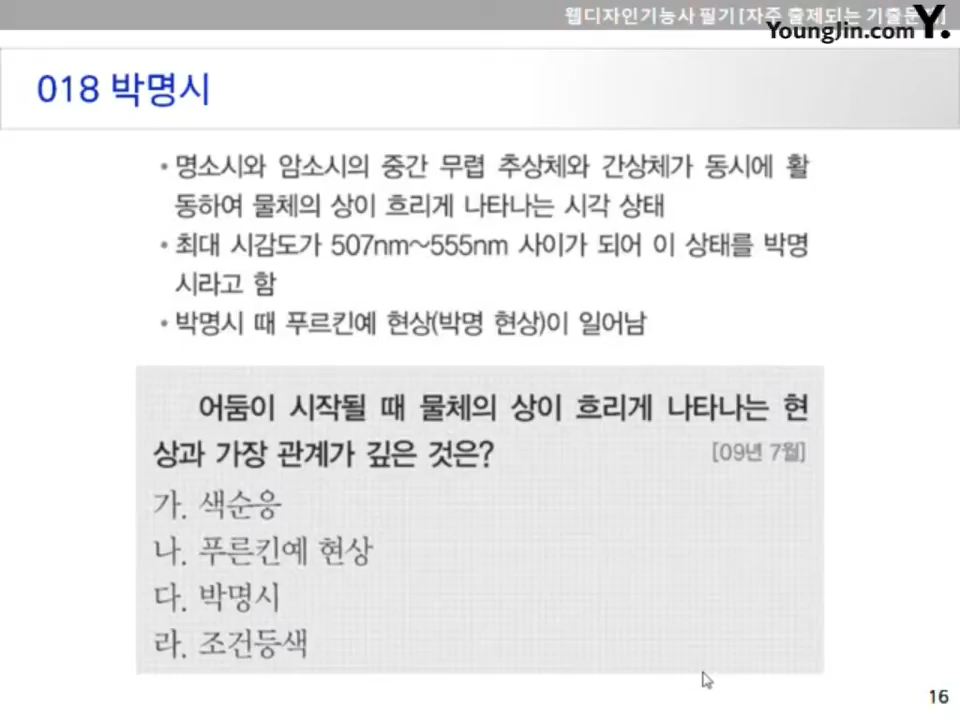 웹디자인기능사 필기 [자주 출제되는 기출문제]
YoungJin.com Y.
018 박명시
• 명소시와 암소시의 중간 무렵 추상체와 간상체가 동시에 활
동하여 물체의 상이 흐리게 나타나는 시각 상태
• 최대 시감도가 507nm~555nm 사이가 되어 이 상태를 박명
시라고 함
• 박명시 때 푸르킨예 현상(박명 현상)이 일어남
어둠이 시작될 때 물체의 상이 흐리게 나타나는 현
상과 가장 관계가 깊은 것은?
[09년 7월]
가. 색순응
나. 푸른킨예 현상
다. 박명시
라. 조건등색
16